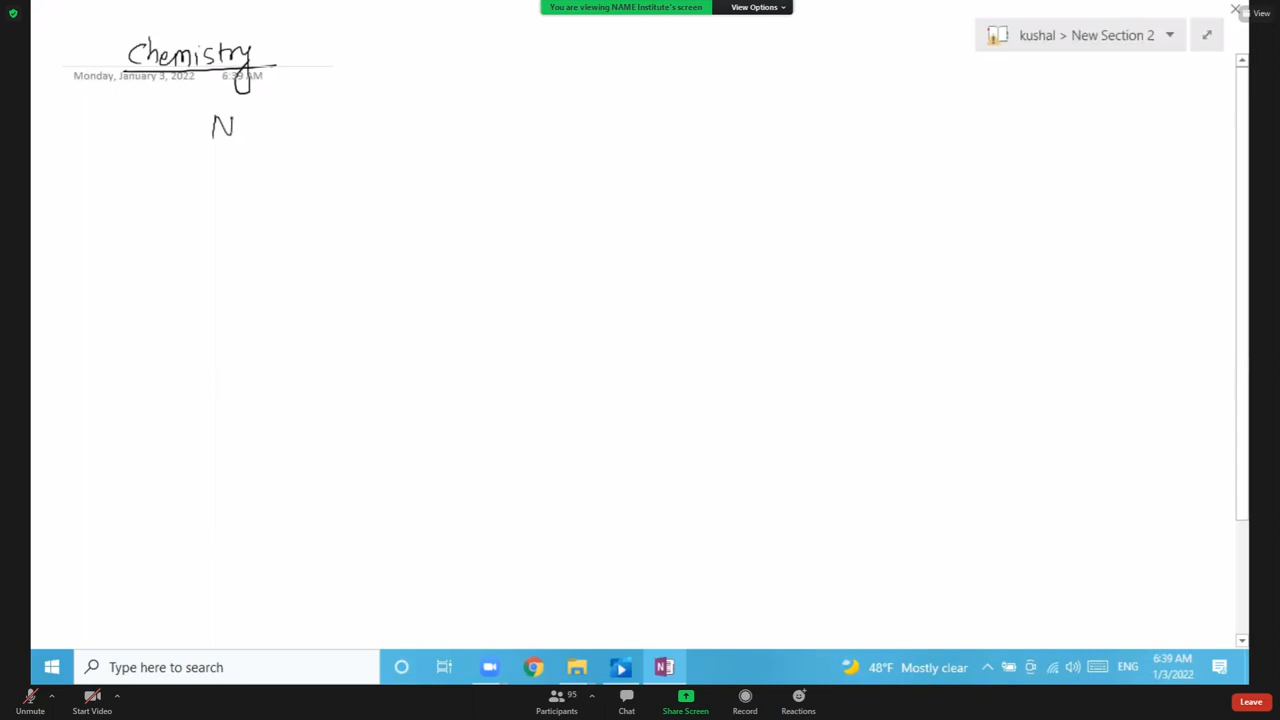 You are viewing NAME Institute's screen View Options
View
kushal > New Section 2
Chemistry
Monday, January 3, 2022 6:39 AM
N
Type here to search
48°F Mostly clear
ENG
6:39 AM
1/3/2022
Unmute
Start Video
Participants 95
Chat
Share Screen
Record
Reactions
Leave